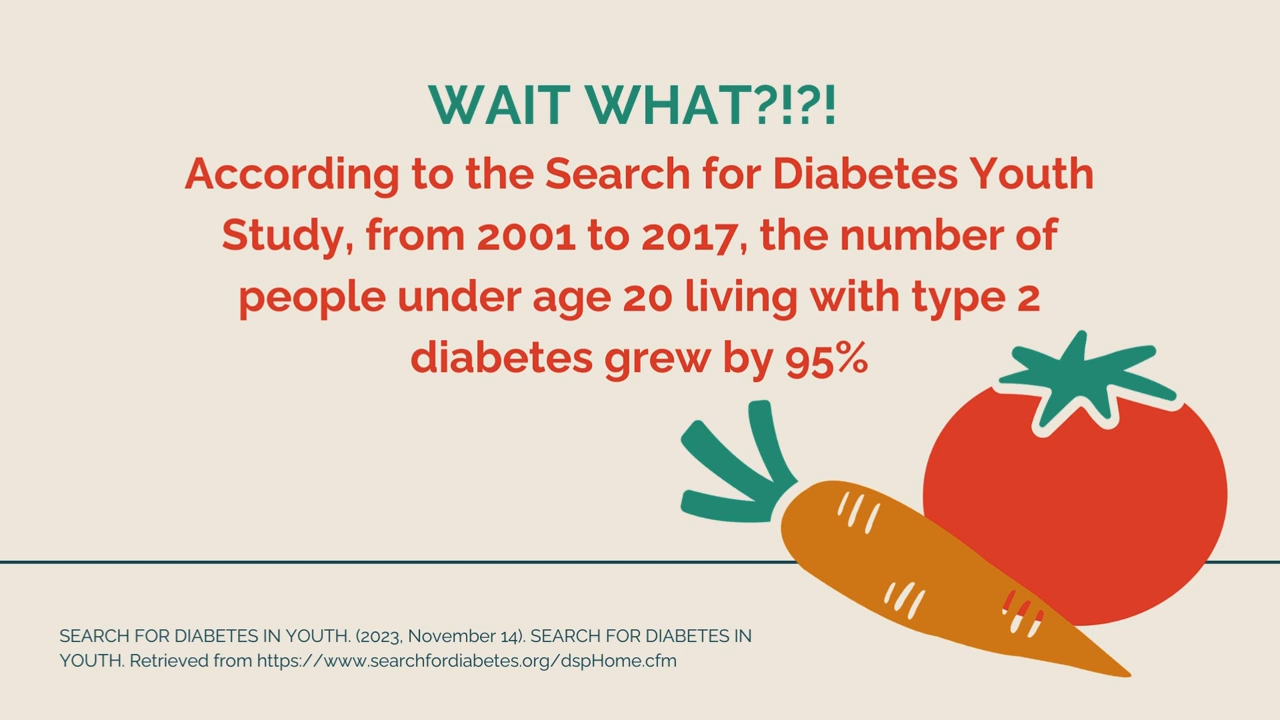 WAIT WHAT?!?!
According to the Search for Diabetes Youth
Study, from 2001 to 2017, the number of
people under age 20 living with type 2
diabetes grew by 95%
SEARCH FOR DIABETES IN YOUTH. (2023, November 14). SEARCH FOR DIABETES IN
YOUTH. Retrieved from https://www.searchfordiabetes.org/dspHome.cfm